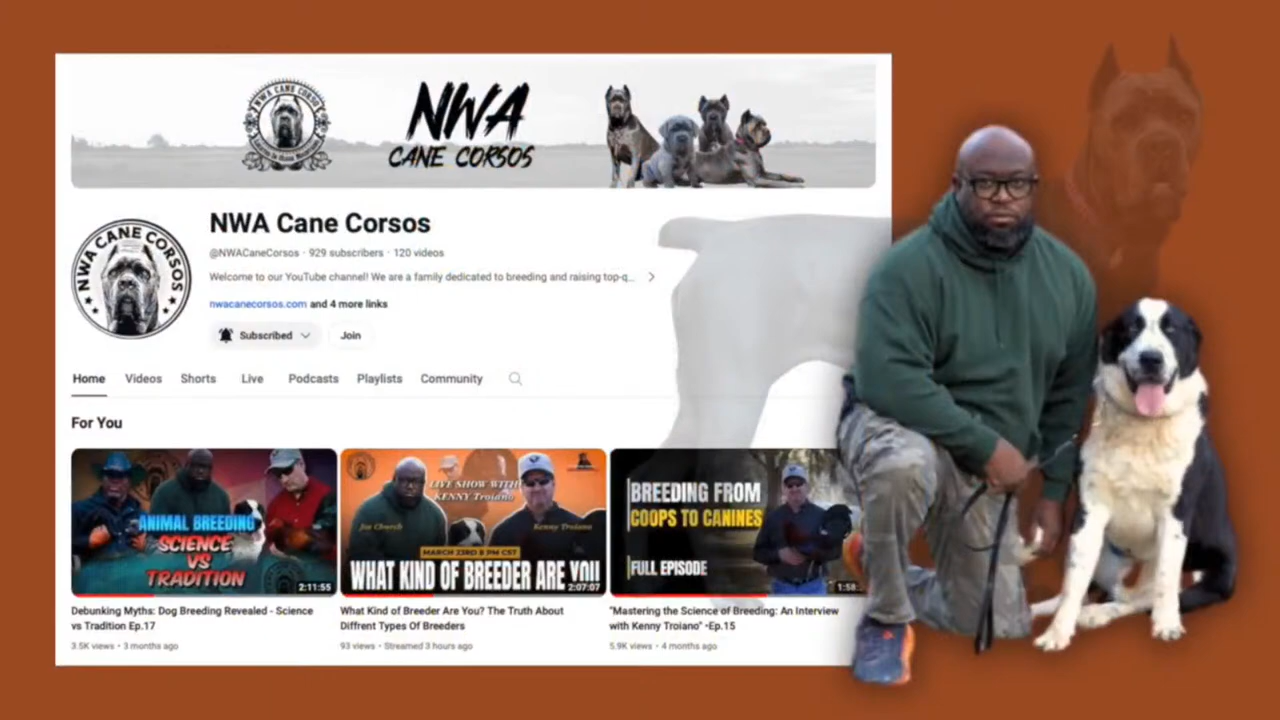 NWA CANE CORSO
NWA
CANE CORSOS
NWA CANE CORSOS
NWA Cane Corsos
@NWACaneCorsos · 929 subscribers · 120 videos
Welcome to our YouTube channel! We are a family dedicated to breeding and raising top-q...
nwacanecorsos.com and 4 more links
Subscribed
Join
Home Videos Shorts Live Podcasts Playlists Community
For You
ANIMAL BREEDING
SCIENCE
VS
TRADITION
2:11:55
LIVE SHOW WITH
KENNY Troiano
Joe Church
Kenny Troiano
MARCH 23RD 8 PM CST
WHAT KIND OF BREEDER ARE YOU
2:07:07
BREEDING FROM
COOPS TO CANINES
FULL EPISODE
1:58:
Debunking Myths: Dog Breeding Revealed - Science
vs Tradition Ep.17
3.5K views · 3 months ago
What Kind of Breeder Are You? The Truth About
Diffrent Types Of Breeders
93 views · Streamed 3 hours ago
"Mastering the Science of Breeding: An Interview
with Kenny Troiano" -Ep.15
5.9K views · 4 months ago